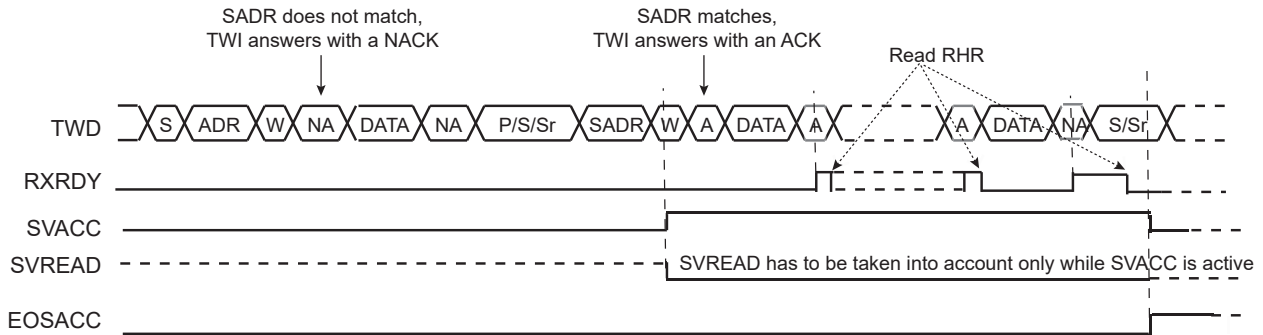 SADR does not match,
TWI answers with a NACK
SADR matches,
TWI answers with an ACK
Read RHR
TWD S ADR W NA DATA NA P/S/Sr SADR W A DATA A A DATA NA S/Sr
RXRDY
SVACC
SVREAD SVREAD has to be taken into account only while SVACC is active
EOSACC